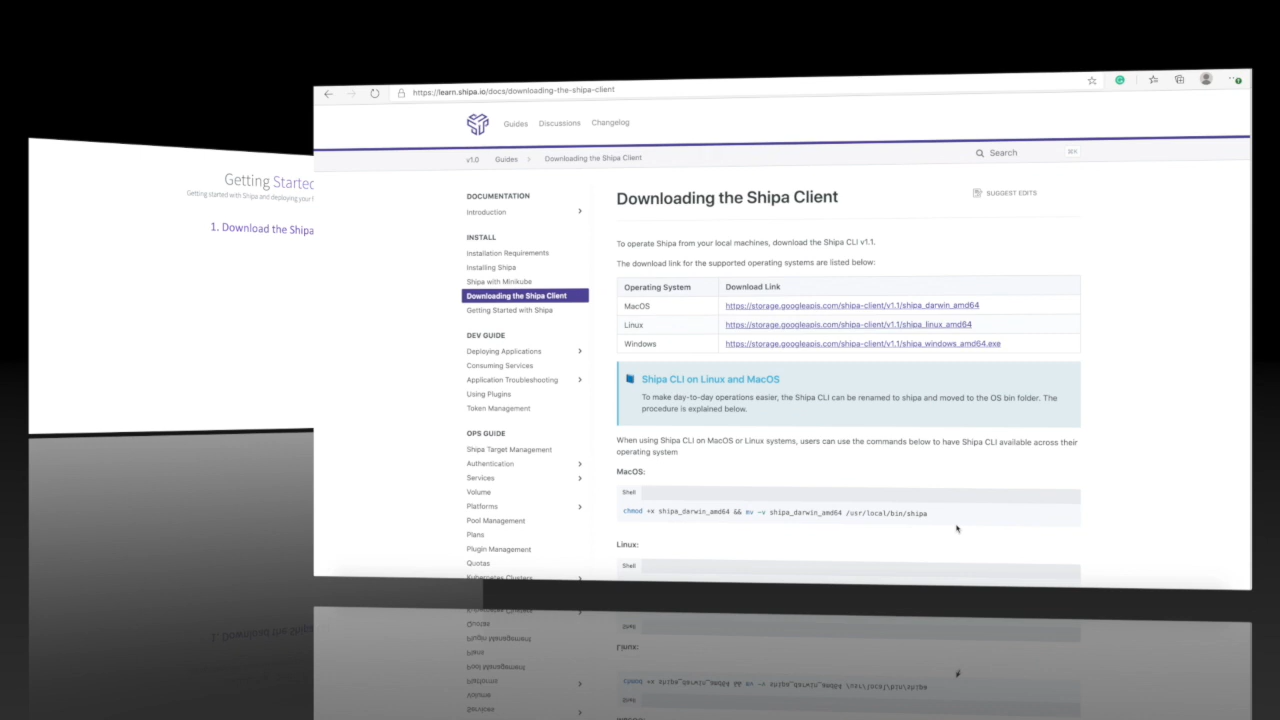 Getting Started
Getting started with Shipa and deploying your
1. Download the Shipa
https://learn.shipa.io/docs/downloading-the-shipa-client
Guides Discussions Changelog
v1.0 Guides > Downloading the Shipa Client
Search
DOCUMENTATION
Introduction
INSTALL
Installation Requirements
Installing Shipa
Shipa with Minikube
Downloading the Shipa Client
Getting Started with Shipa
DEV GUIDE
Deploying Applications
Consuming Services
Application Troubleshooting
Using Plugins
Token Management
OPS GUIDE
Shipa Target Management
Authentication
Services
Volume
Platforms
Pool Management
Plans
Plugin Management
Quotas
Kubernetes Clusters
Downloading the Shipa Client
SUGGEST EDITS
To operate Shipa from your local machines, download the Shipa CLI v1.1.
The download link for the supported operating systems are listed below:
Operating System Download Link
MacOS https://storage.googleapis.com/shipa-client/v1.1/shipa_darwin_amd64
Linux https://storage.googleapis.com/shipa-client/v1.1/shipa_linux_amd64
Windows https://storage.googleapis.com/shipa-client/v1.1/shipa_windows_amd64.exe
Shipa CLI on Linux and MacOS
To make day-to-day operations easier, the Shipa CLI can be renamed to shipa and moved to the OS bin folder. The
procedure is explained below.
When using Shipa CLI on MacOS or Linux systems, users can use the commands below to have Shipa CLI available across their
operating system
MacOS:
Shell
chmod +x shipa_darwin_amd64 && mv -v shipa_darwin_amd64 /usr/local/bin/shipa
Linux:
Shell